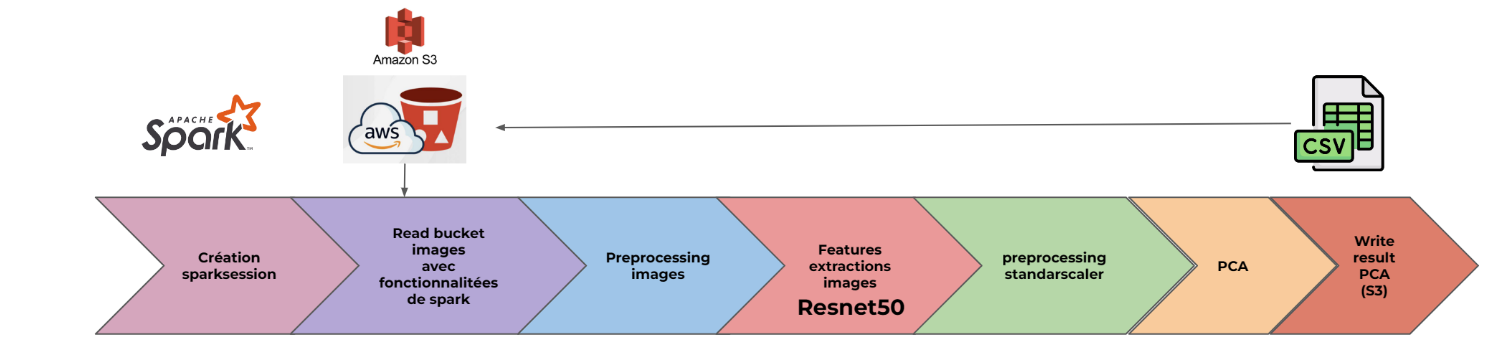 Amazon S3
APACHE
Spark
aws
CSV
Création
sparksession
Read bucket
images
avec
fonctionnalitées
de spark
Preprocessing
images
Features
extractions
images
Resnet50
preprocessing
standarscaler
PCA
Write
result
PCA
(S3)